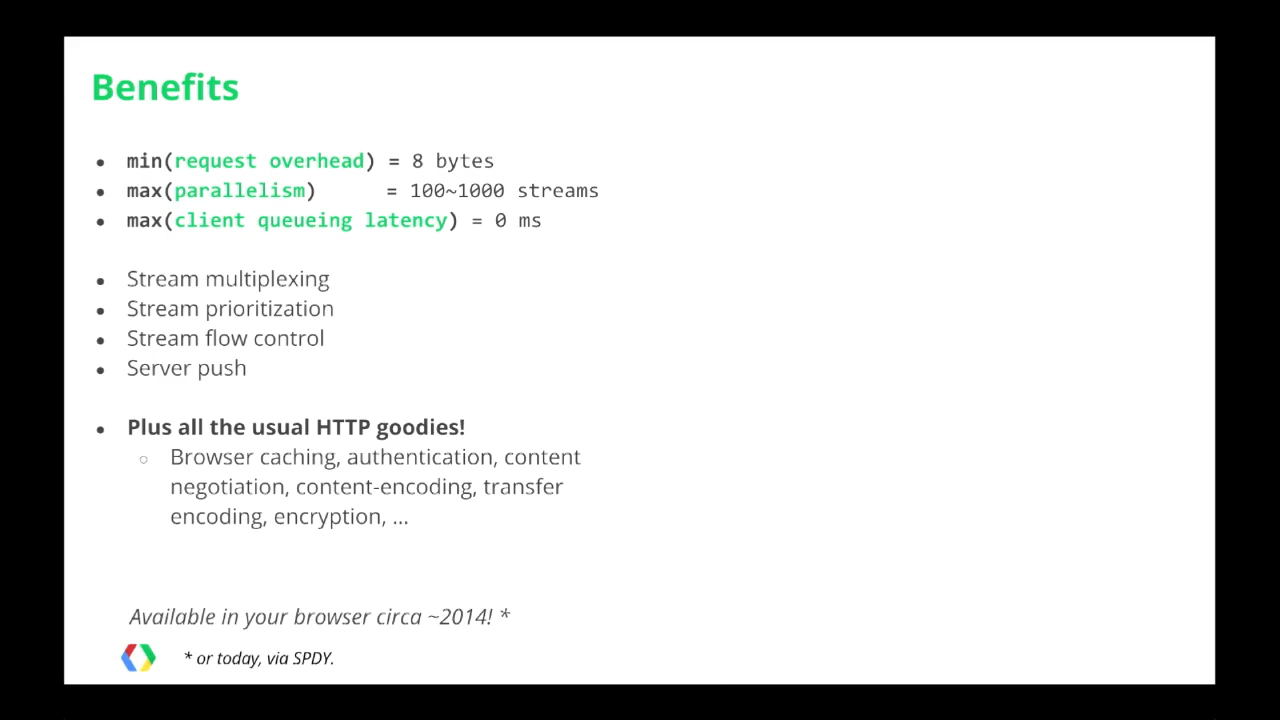 Benefits
● min(request overhead) = 8 bytes
● max(parallelism) = 100~1000 streams
● max(client queueing latency) = 0 ms
● Stream multiplexing
● Stream prioritization
● Stream flow control
● Server push
● Plus all the usual HTTP goodies!
○ Browser caching, authentication, content
negotiation, content-encoding, transfer
encoding, encryption, ...
Available in your browser circa ~2014! *
* or today, via SPDY.